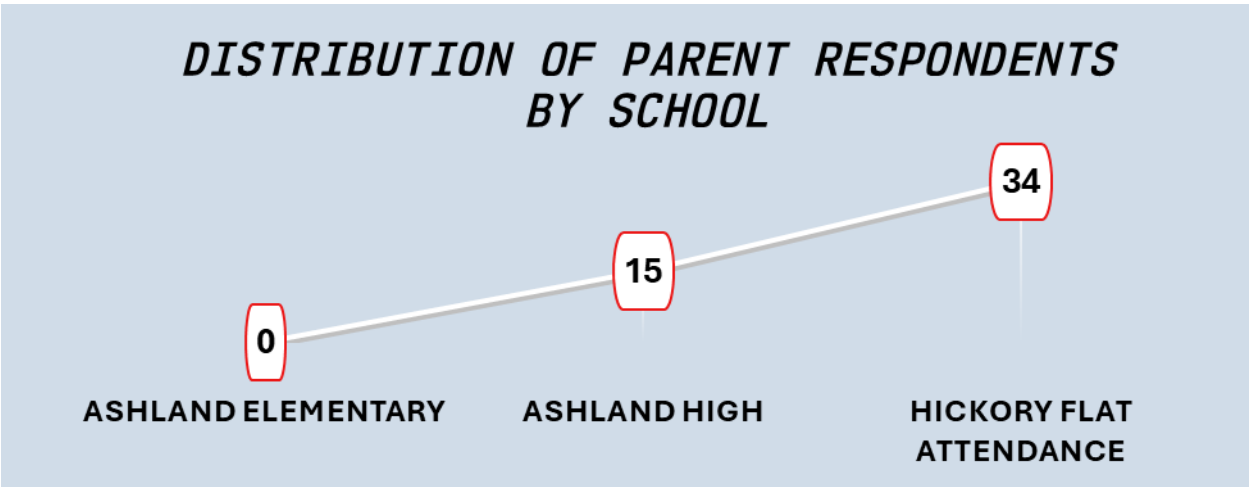 DISTRIBUTION OF PARENT RESPONDENTS
BY SCHOOL
34
15
0
ASHLAND ELEMENTARY
ASHLAND HIGH
HICKORY FLAT
ATTENDANCE